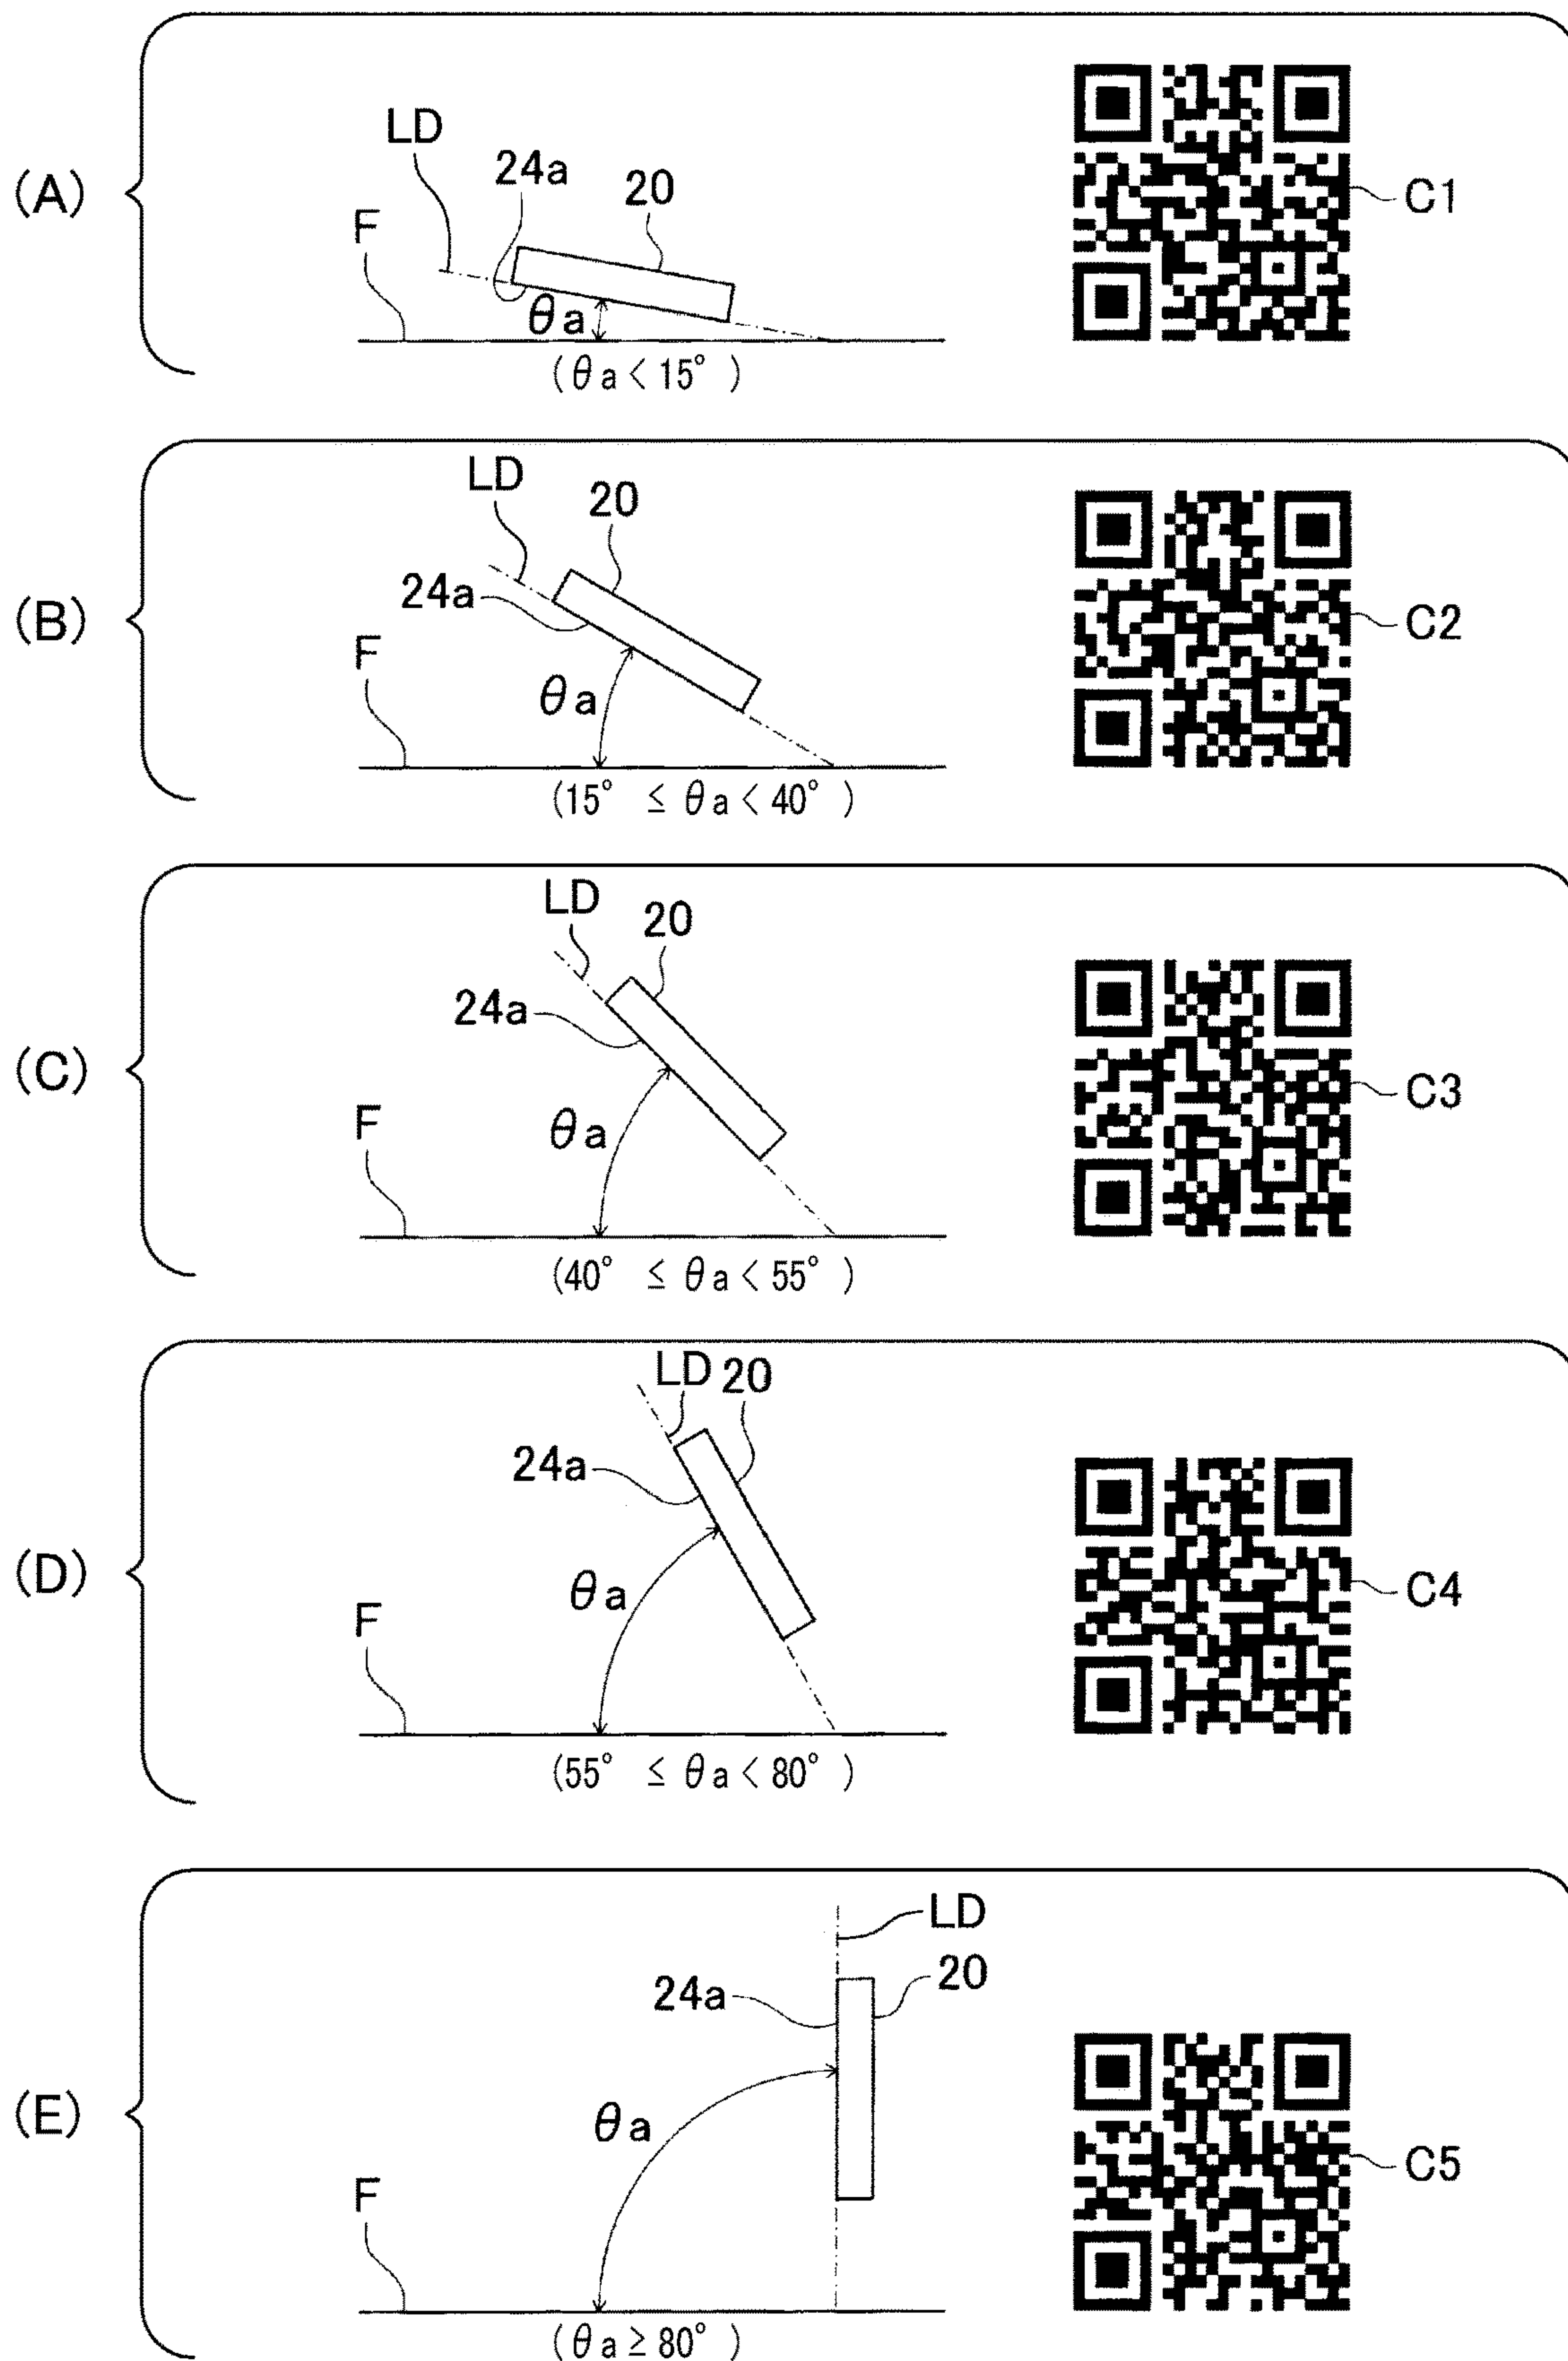 (A)
LD
24a
20
F
θa
(θa<15°)
C1
(B)
LD
20
24a
F
θa
(15° ≤ θa<40°)
C2
(C)
LD
20
24a
F
θa
(40° ≤ θa<55°)
C3
(D)
LD 20
24a
F
θa
(55° ≤ θa<80°)
C4
(E)
LD
20
24a
F
θa
(θa≥80°)
C5